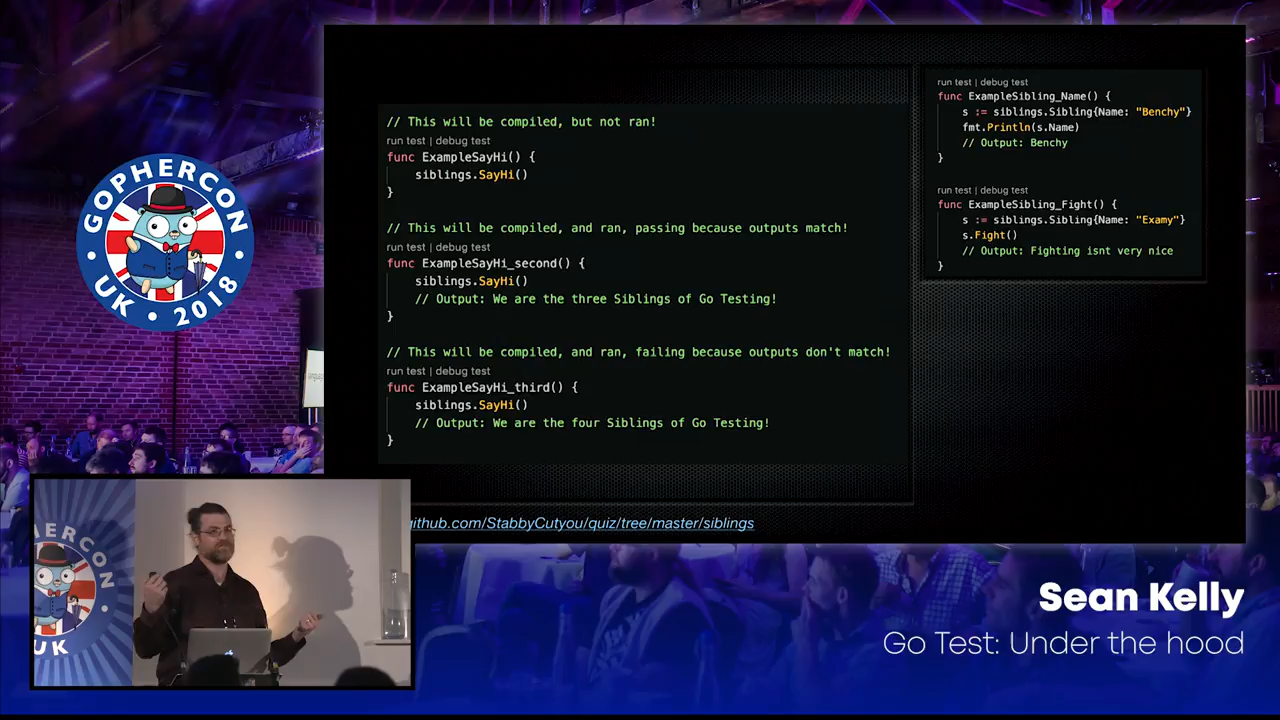 GOPHERCON
UK • 2018
// This will be compiled, but not ran!
run test | debug test
func ExampleSayHi() {
siblings.SayHi()
}
// This will be compiled, and ran, passing because outputs match!
run test | debug test
func ExampleSayHi_second() {
siblings.SayHi()
// Output: We are the three Siblings of Go Testing!
}
// This will be compiled, and ran, failing because outputs don't match!
run test | debug test
func ExampleSayHi_third() {
siblings.SayHi()
// Output: We are the four Siblings of Go Testing!
}
run test | debug test
func ExampleSibling_Name() {
s := siblings.Sibling{Name: "Benchy"}
fmt.Println(s.Name)
// Output: Benchy
}
run test | debug test
func ExampleSibling_Fight() {
s := siblings.Sibling{Name: "Examy"}
s.Fight()
// Output: Fighting isnt very nice
}
github.com/StabbyCutyou/quiz/tree/master/siblings
GOPHERCON
UK
Sean Kelly
Go Test: Under the hood